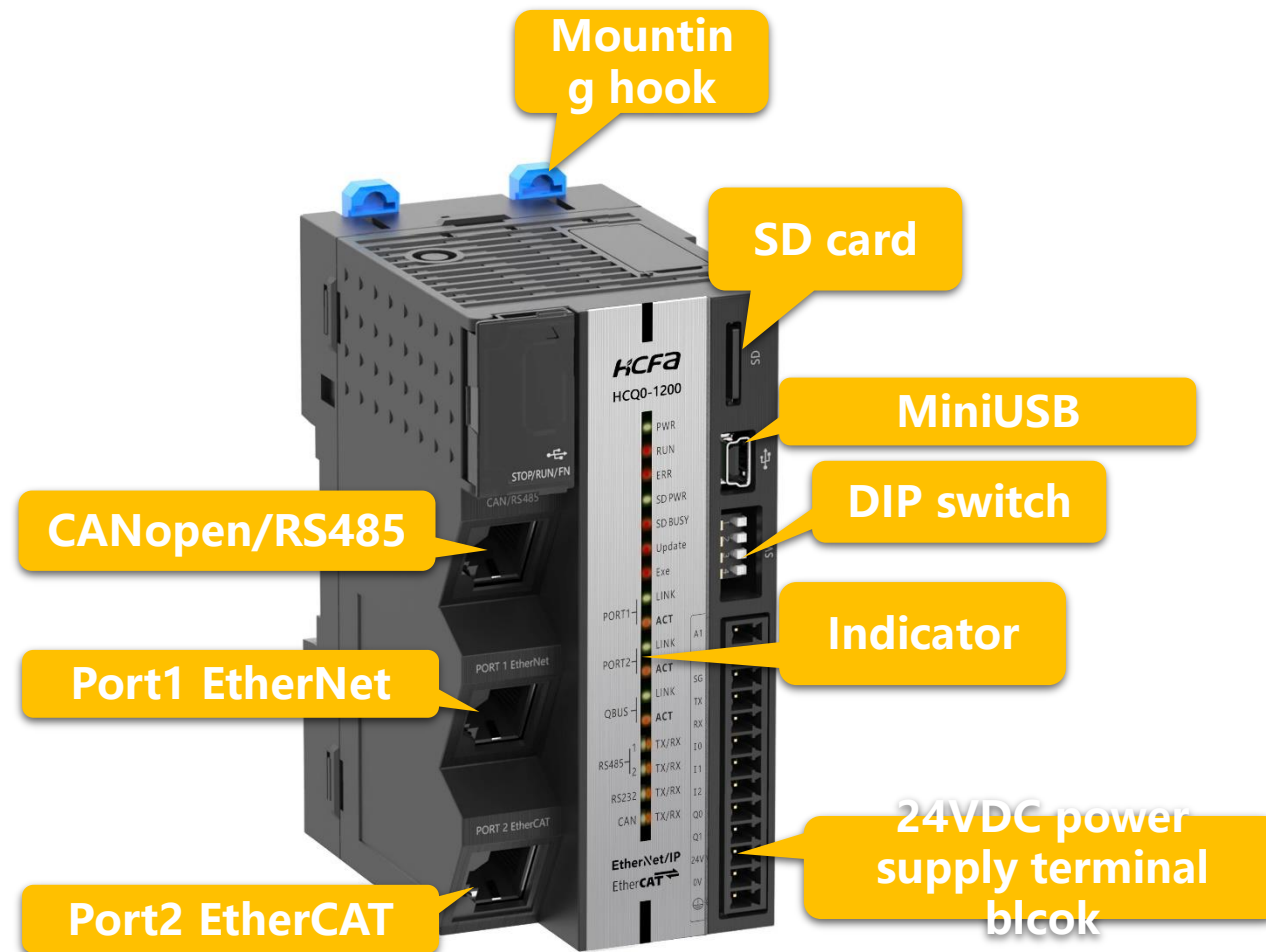 Mountin
g hook
SD card
MiniUSB
DIP switch
Indicator
24VDC power
supply terminal
blcok
CANopen/RS485
Port1 EtherNet
Port2 EtherCAT
HCFA
HCQ0-1200
PWR
RUN
ERR
SD PWR
SD BUSY
Update
Exe
PORT1
LINK
ACT
PORT2
LINK
ACT
QBUS
LINK
ACT
RS485
1 TX/RX
2 TX/RX
RS232 TX/RX
CAN TX/RX
EtherNet/IP
EtherCAT
STOP/RUN/FN
CAN/RS485
PORT 1 EtherNet
PORT 2 EtherCAT
SD
A1
SG
TX
RX
I0
I1
I2
Q0
Q1
24V
0V